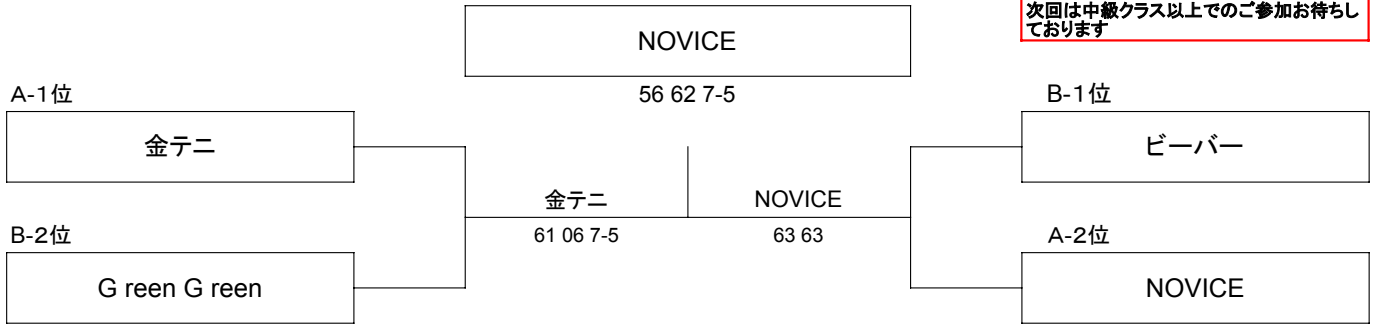 次回は中級クラス以上でのご参加お待ちし
ております
NOVICE
56 62 7-5
A-1位
B-1位
金テニ
ビーバー
金テニ
NOVICE
61 06 7-5
63 63
B-2位
A-2位
G reen G reen
NOVICE